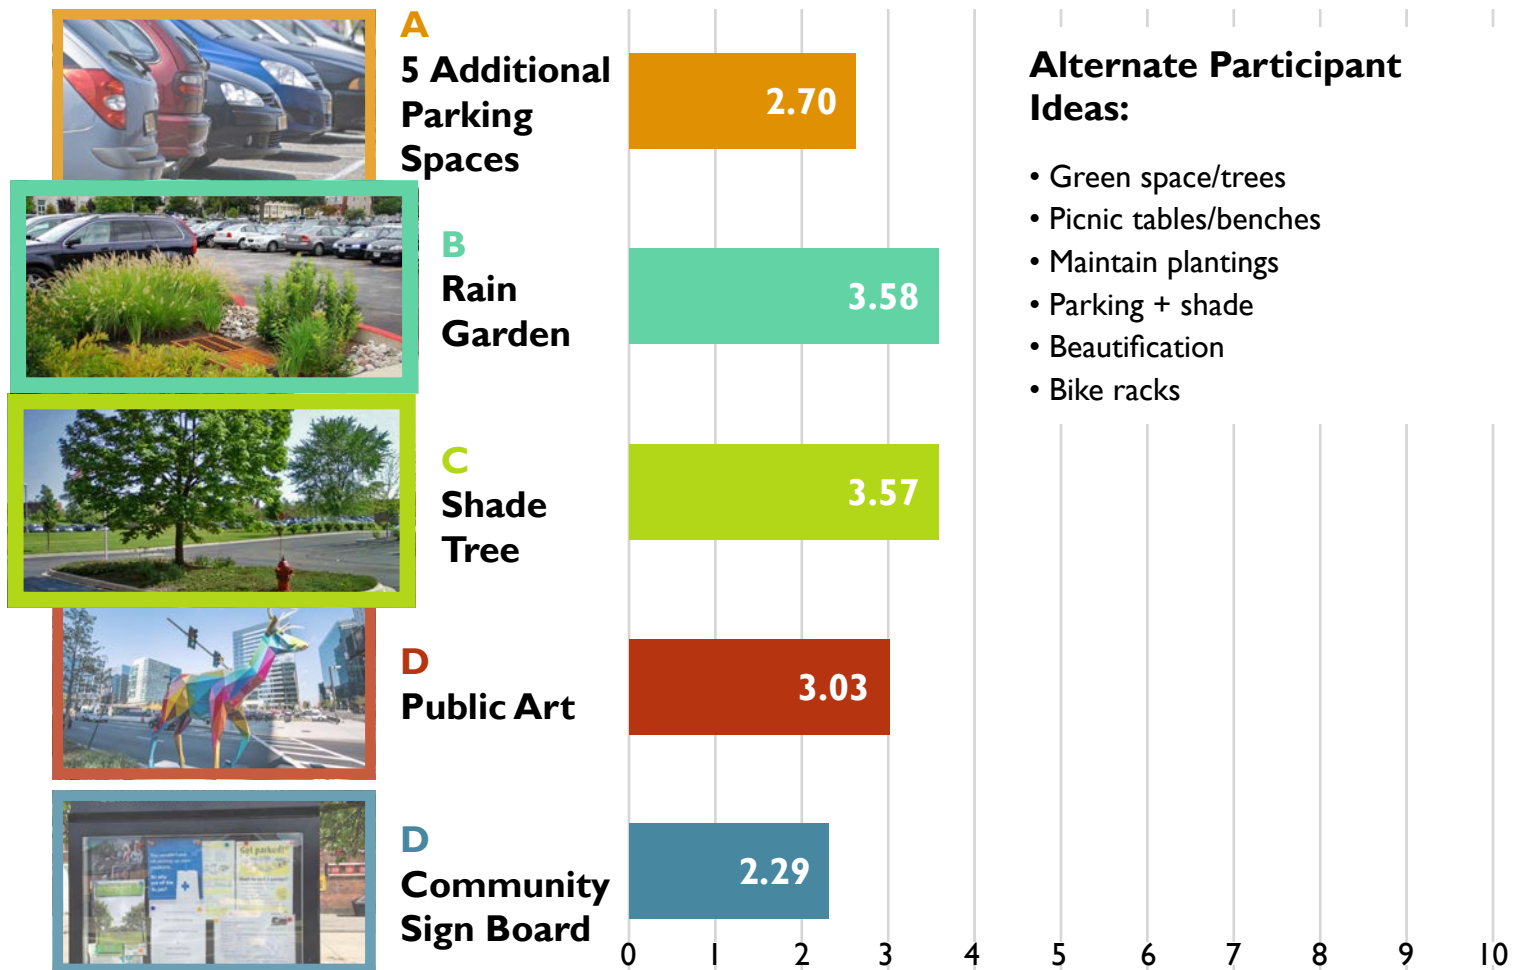 A
5 Additional
Parking
Spaces
2.70
B
Rain
Garden
3.58
C
Shade
Tree
3.57
D
Public Art
3.03
D
Community
Sign Board
2.29
Get parked!
0 1 2 3 4 5 6 7 8 9 10
Alternate Participant
Ideas:
• Green space/trees
• Picnic tables/benches
• Maintain plantings
• Parking + shade
• Beautification
• Bike racks